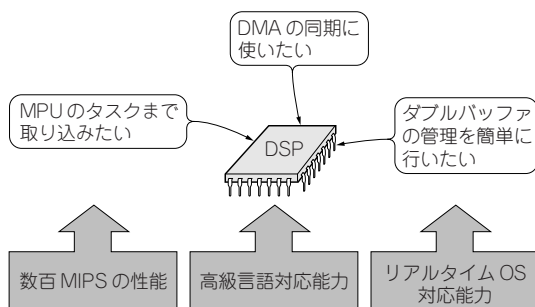 DMA の同期に
使いたい
MPU のタスクまで
取り込みたい
DSP
ダブルバッファ
の管理を簡単に
行いたい
数百 MIPS の性能
高級言語対応能力
リアルタイム OS
対応能力